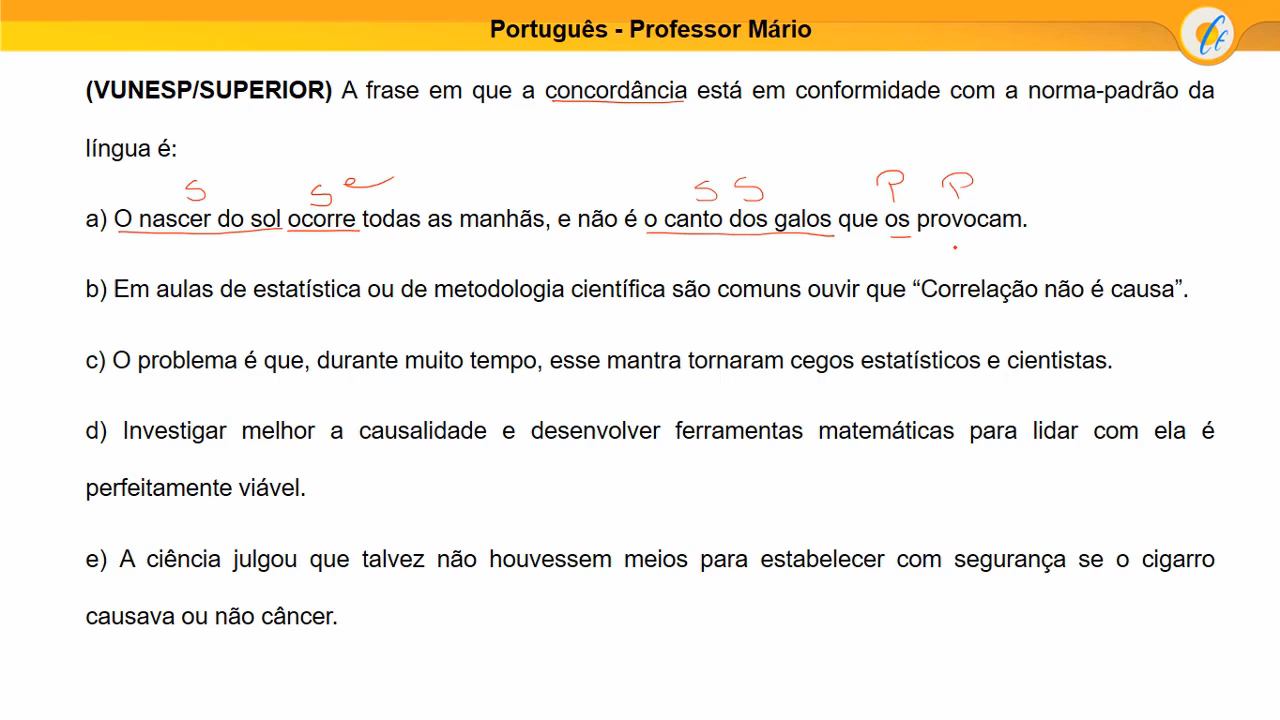 Português - Professor Mário
(VUNESP/SUPERIOR) A frase em que a concordância está em conformidade com a norma-padrão da
língua é:
S S S S P P
a) O nascer do sol ocorre todas as manhãs, e não é o canto dos galos que os provocam.
b) Em aulas de estatística ou de metodologia científica são comuns ouvir que “Correlação não é causa”.
c) O problema é que, durante muito tempo, esse mantra tornaram cegos estatísticos e cientistas.
d) Investigar melhor a causalidade e desenvolver ferramentas matemáticas para lidar com ela é
perfeitamente viável.
e) A ciência julgou que talvez não houvessem meios para estabelecer com segurança se o cigarro
causava ou não câncer.